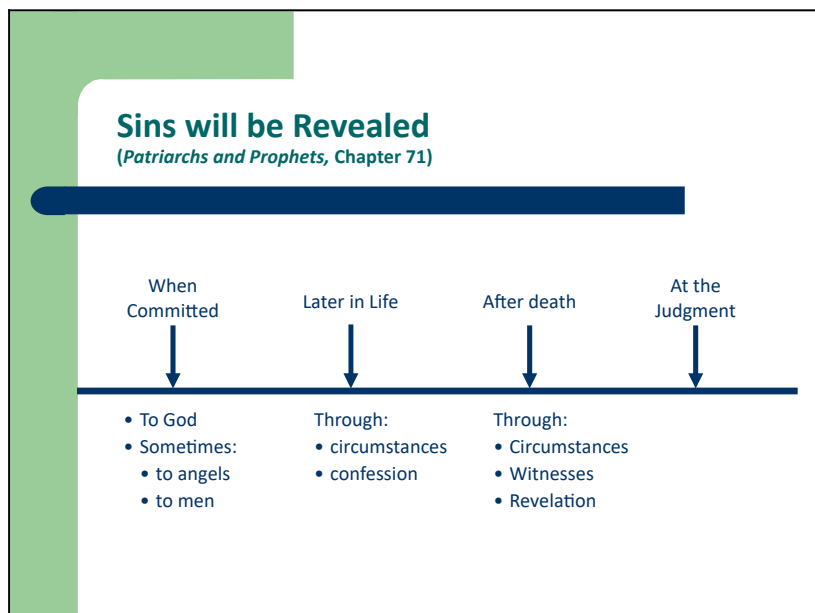 Sins will be Revealed
(Patriarchs and Prophets, Chapter 71)
When
Committed
Later in Life
After death
At the
Judgment
• To God
• Sometimes:
• to angels
• to men
Through:
• circumstances
• confession
Through:
• Circumstances
• Witnesses
• Revelation